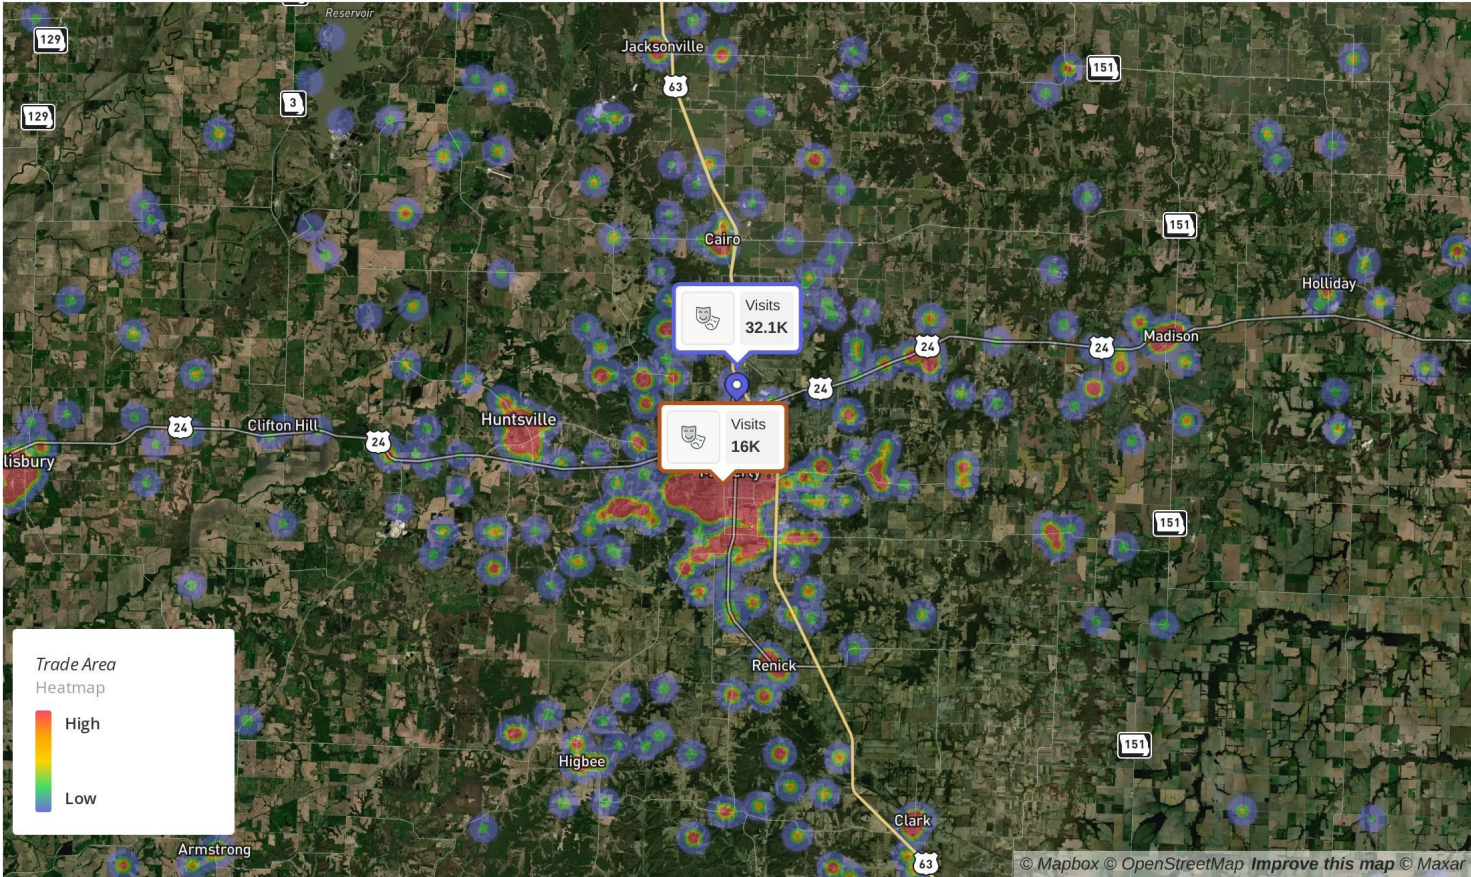 Reservoir
129
Jacksonville
63
151
3
129
151
Cairo
Holliday
Visits
32.1K
Madison
24
24
24
Huntsville
Clifton Hill
24
24
Visits
16K
lisbury
151
Renick
Trade Area
Heatmap
High
Low
151
Higbee
Clark
Armstrong
63
© Mapbox © OpenStreetMap Improve this map © Maxar